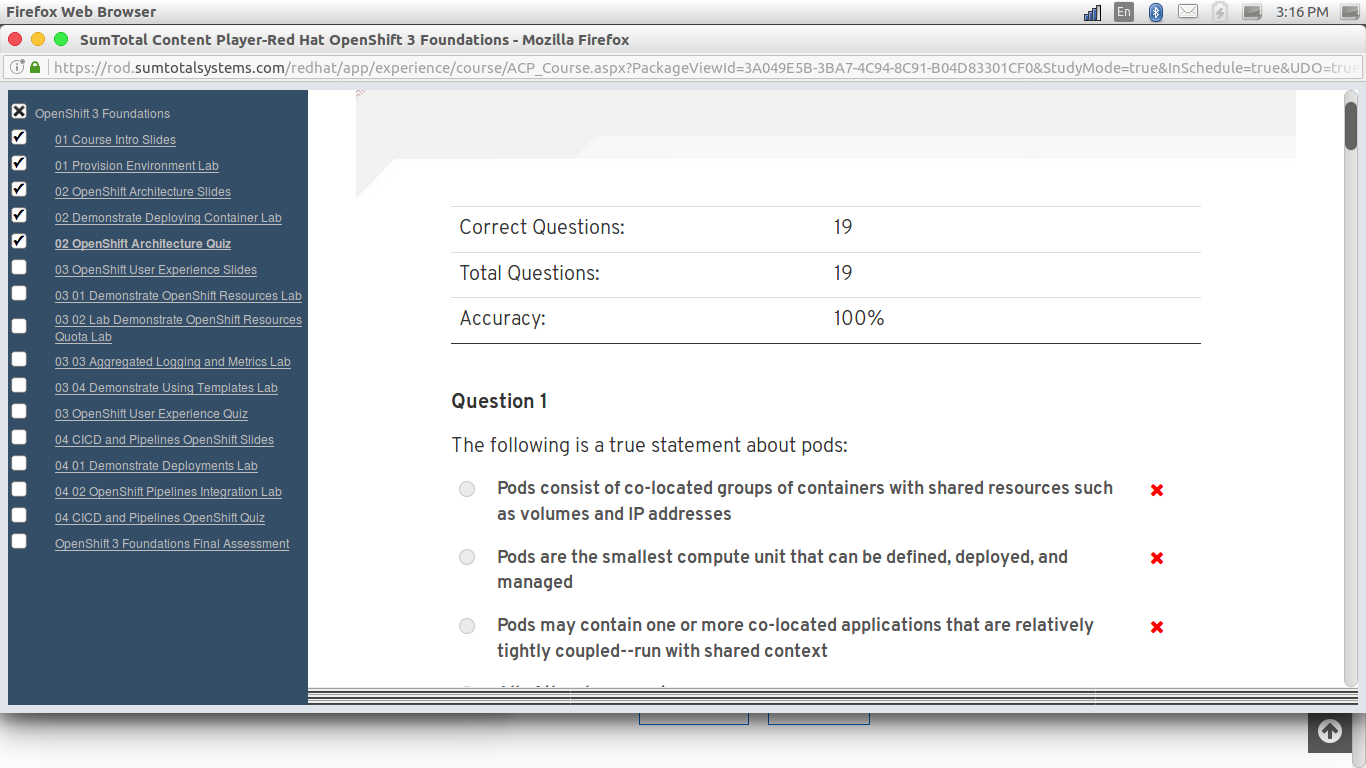 Firefox Web Browser
En
3:16 PM
SumTotal Content Player-Red Hat OpenShift 3 Foundations - Mozilla Firefox
https://rod.sumtotalsystems.com/redhat/app/experience/course/ACP_Course.aspx?PackageViewId=3A049E5B-3BA7-4C94-8C91-B04D83301CF0&StudyMode=true&InSchedule=true&UDO=true
OpenShift 3 Foundations
01 Course Intro Slides
01 Provision Environment Lab
02 OpenShift Architecture Slides
02 Demonstrate Deploying Container Lab
02 OpenShift Architecture Quiz
03 OpenShift User Experience Slides
03 01 Demonstrate OpenShift Resources Lab
03 02 Lab Demonstrate OpenShift Resources
Quota Lab
03 03 Aggregated Logging and Metrics Lab
03 04 Demonstrate Using Templates Lab
03 OpenShift User Experience Quiz
04 CICD and Pipelines OpenShift Slides
04 01 Demonstrate Deployments Lab
04 02 OpenShift Pipelines Integration Lab
04 CICD and Pipelines OpenShift Quiz
OpenShift 3 Foundations Final Assessment
Correct Questions: 19
Total Questions: 19
Accuracy: 100%
Question 1
The following is a true statement about pods:
Pods consist of co-located groups of containers with shared resources such
as volumes and IP addresses
Pods are the smallest compute unit that can be defined, deployed, and
managed
Pods may contain one or more co-located applications that are relatively
tightly coupled--run with shared context